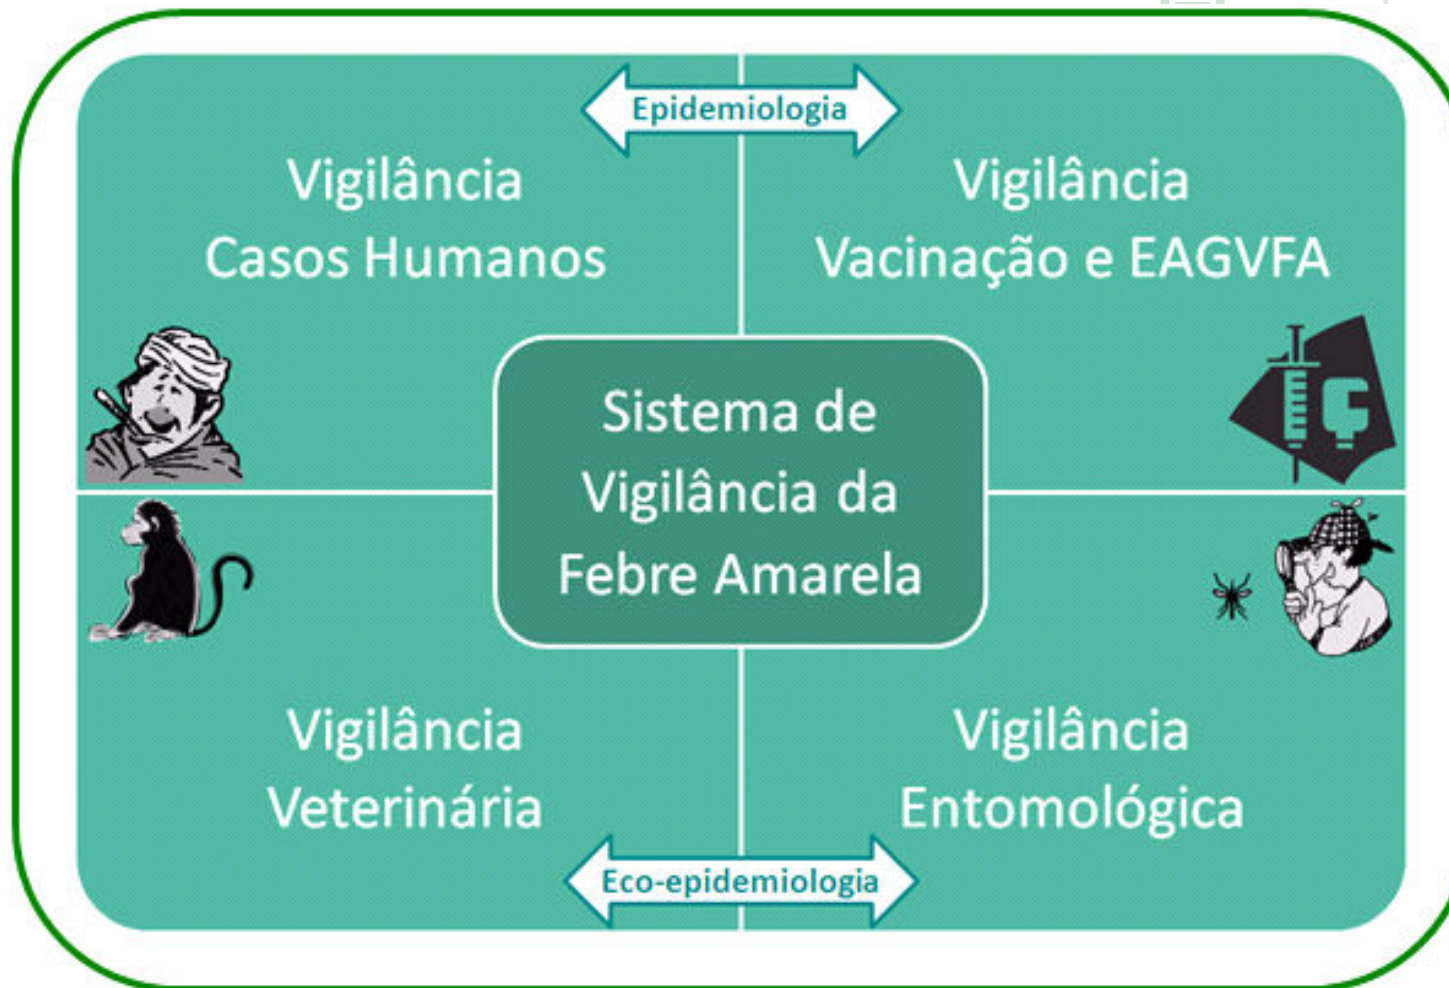 Epidemiologia
Vigilância
Casos Humanos
Vigilância
Vacinação e EAGVFA
Sistema de
Vigilância da
Febre Amarela
Vigilância
Veterinária
Vigilância
Entomológica
Eco-epidemiologia